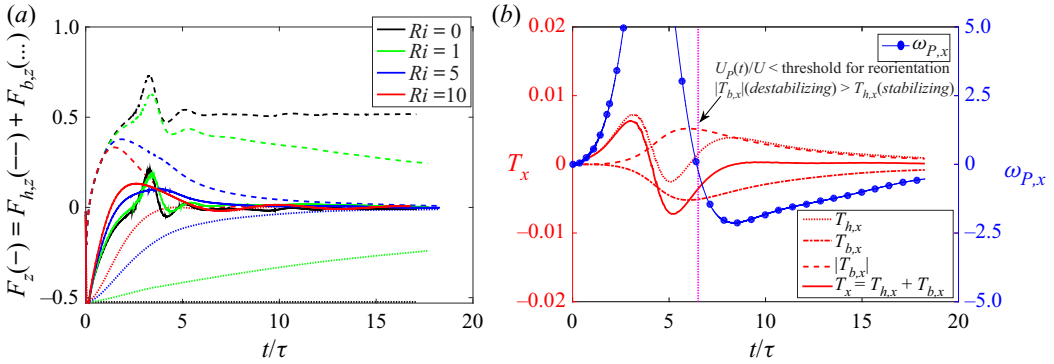 (a)
1.0
0.5
0
−0.5
F_z(−) = F_{h,z}(−−) + F_{b,z}(...)
Ri = 0
Ri = 1
Ri = 5
Ri = 10
0
5
10
15
20
t/τ
(b)
0.02
0.01
0
−0.01
−0.02
T_x
ω_{P,x}
U_P(t)/U < threshold for reorientation
|T_{b,x}|(destabilizing) > T_{h,x}(stabilizing)
T_{h,x}
T_{b,x}
|T_{b,x}|
T_x = T_{h,x} + T_{b,x}
5.0
2.5
0
−2.5
−5.0
ω_{P,x}
0
5
10
15
20
t/τ